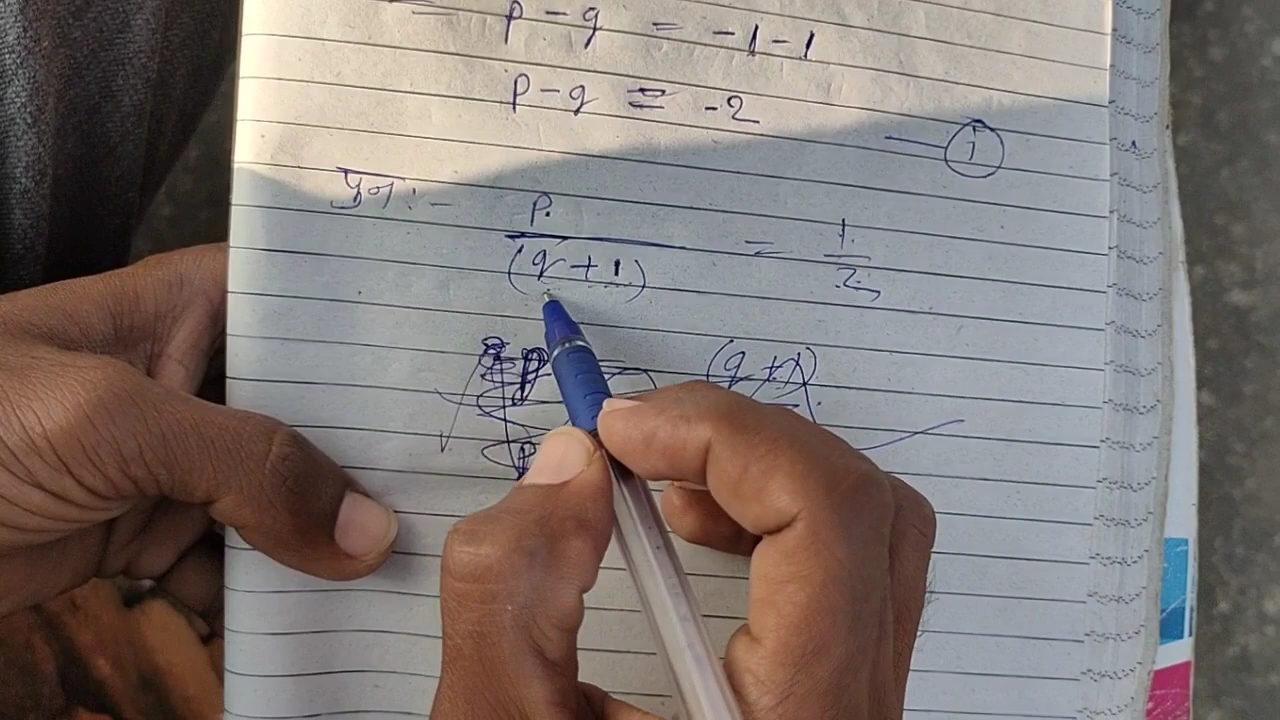 p - q = -1 - 1
p - q = -2 — (i)
पुनः :- p / (q + 1) = 1 / 2
(q + 1)